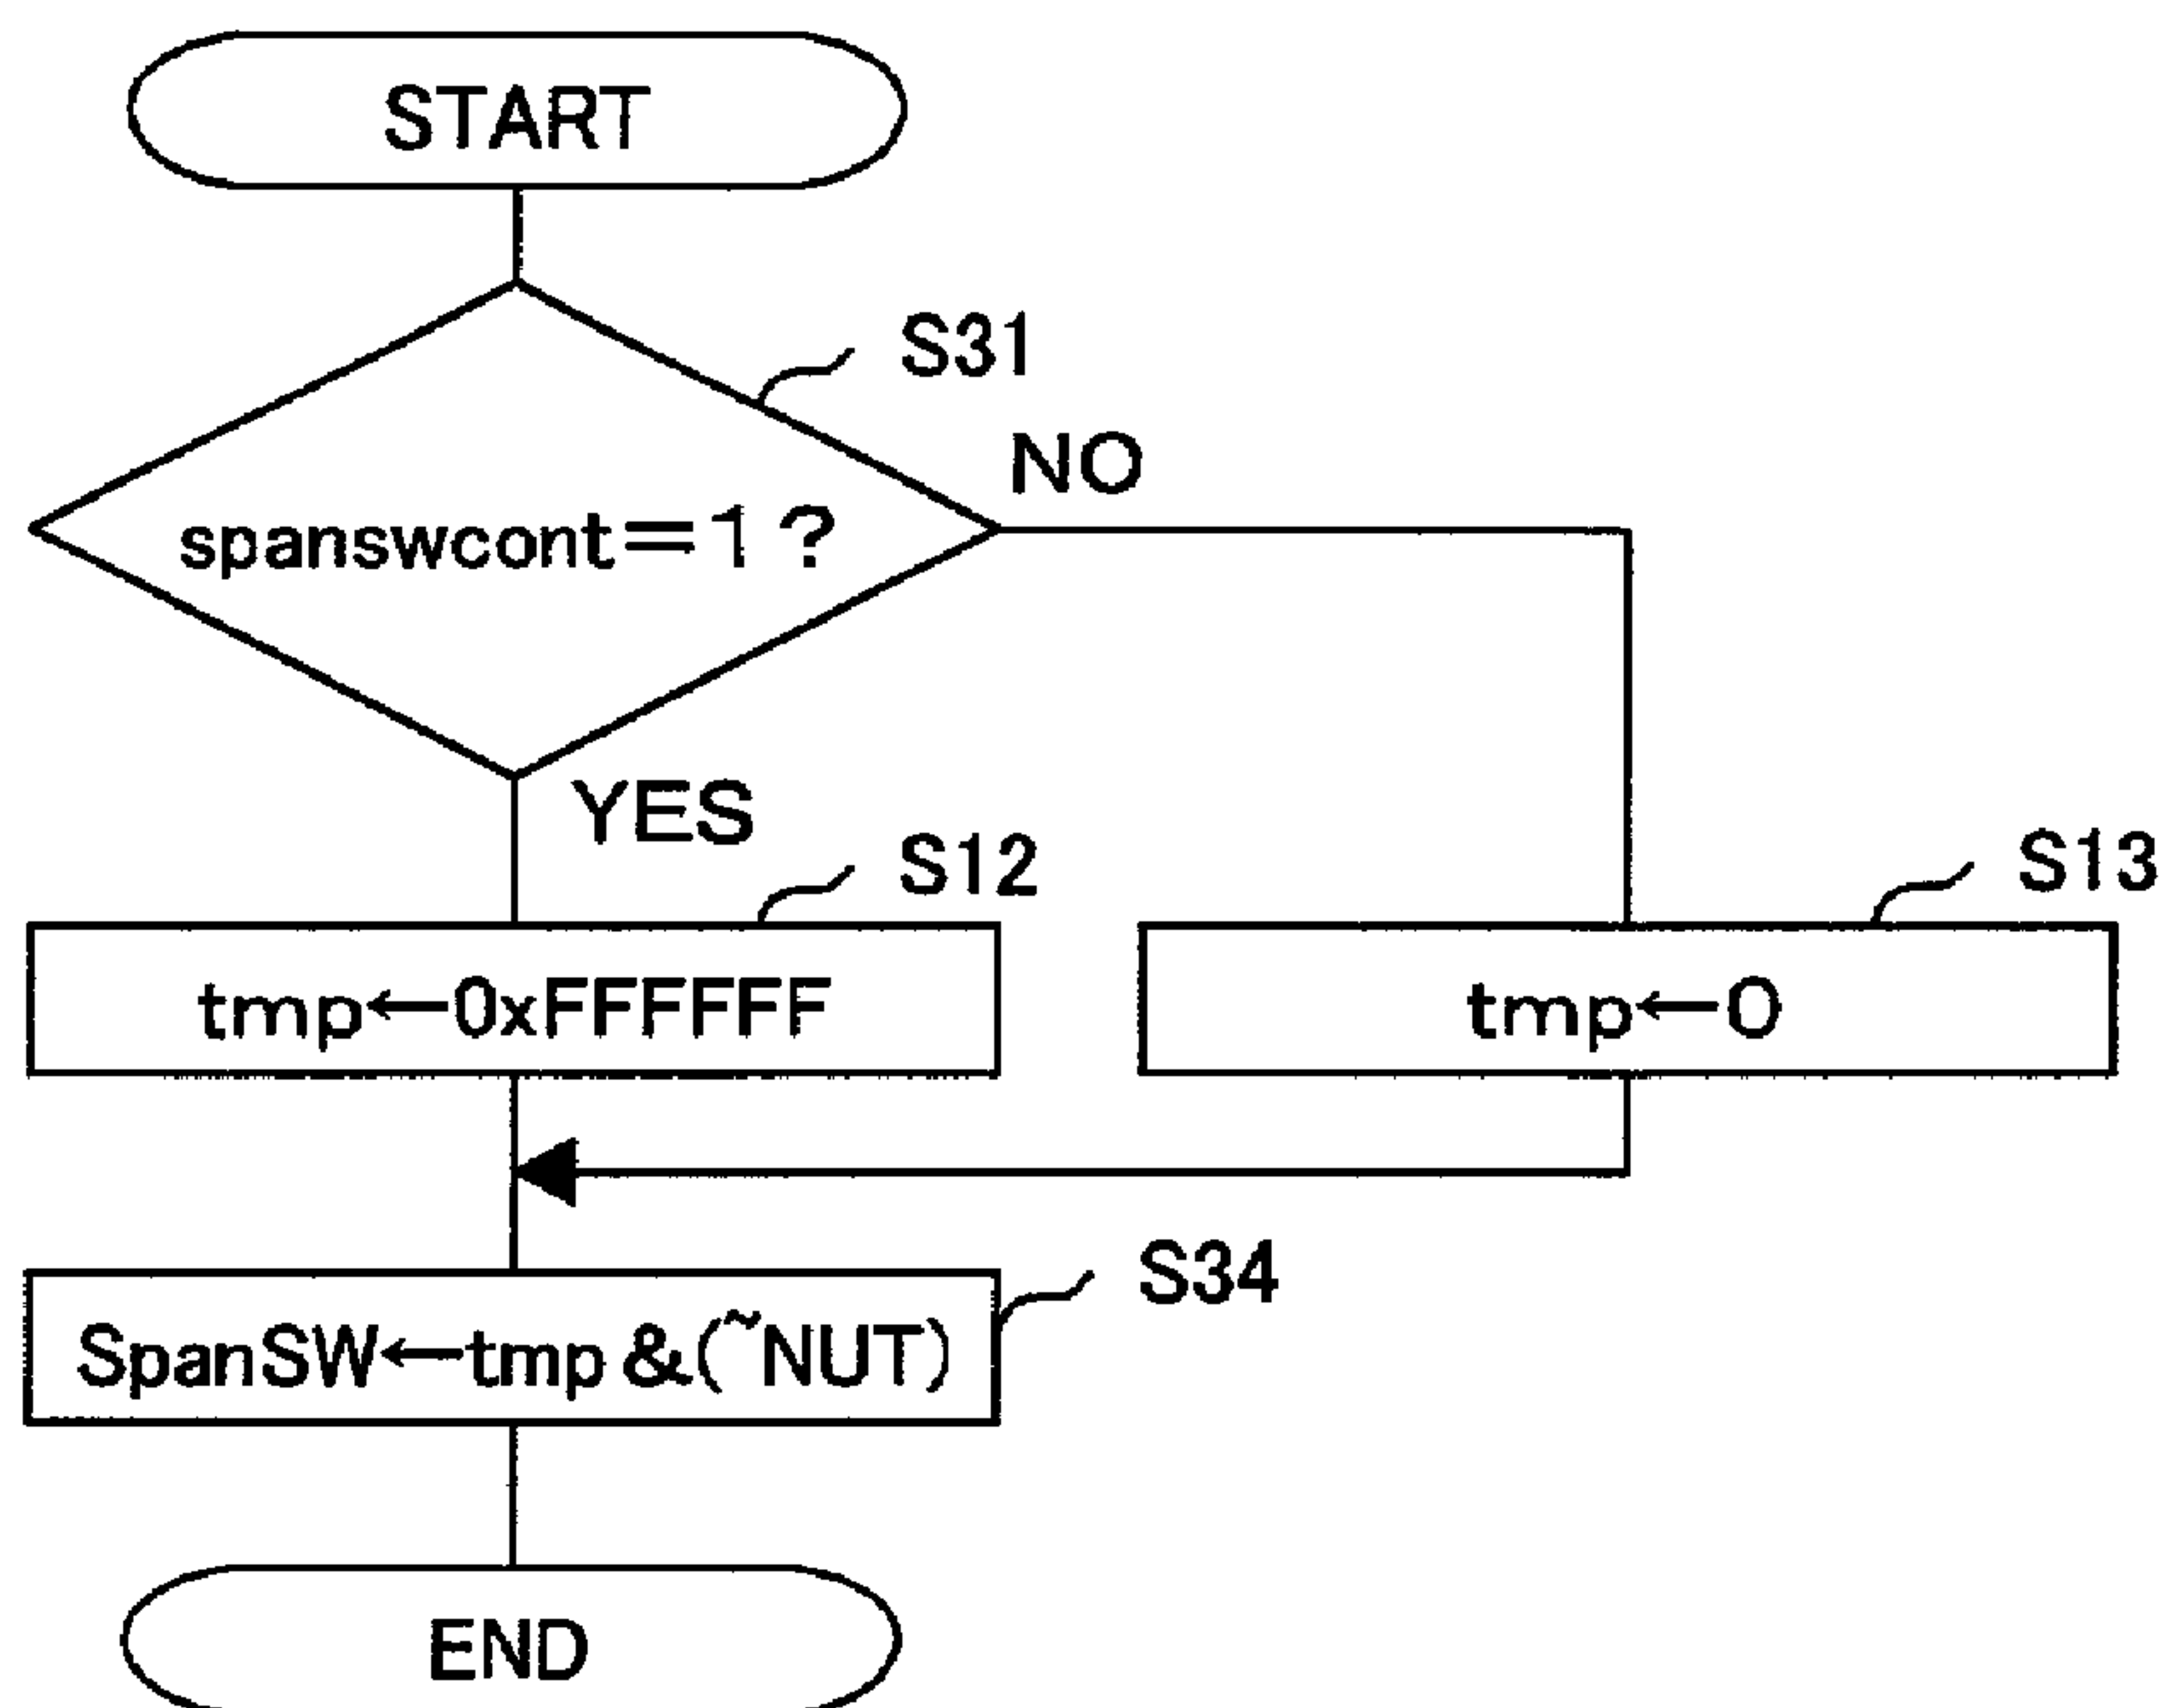 START
S31
NO
spanswcont=1?
YES
S12
S13
tmp←0xFFFFFF
tmp←0
S34
SpanSW←tmp&(~NUT)
END